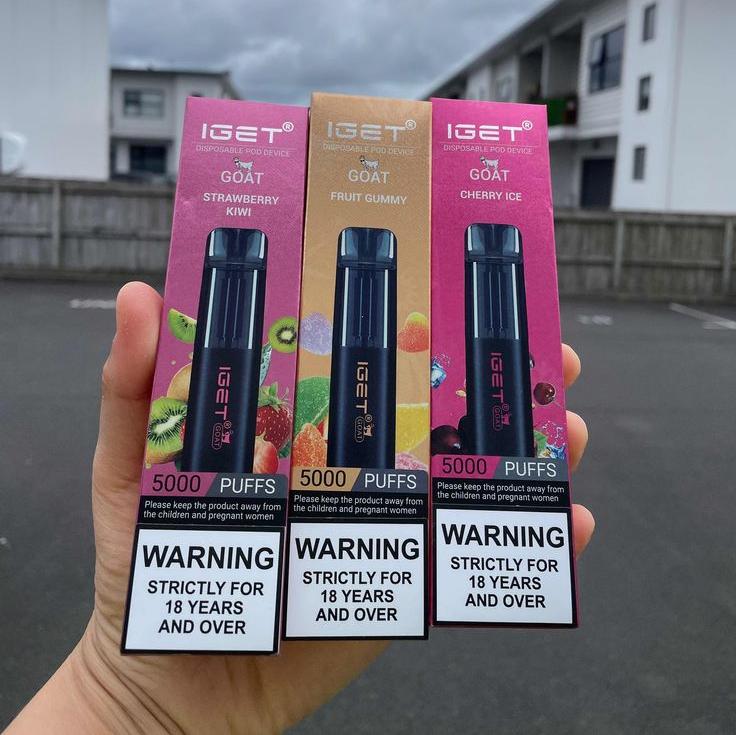 IGET®
DISPOSABLE POD DEVICE
GOAT
STRAWBERRY
KIWI
IGET®
GOAT
5000 PUFFS
Please keep the product away from
the children and pregnant women
WARNING
STRICTLY FOR
18 YEARS
AND OVER
IGET®
DISPOSABLE POD DEVICE
GOAT
FRUIT GUMMY
IGET®
GOAT
5000 PUFFS
Please keep the product away from
the children and pregnant women
WARNING
STRICTLY FOR
18 YEARS
AND OVER
IGET®
DISPOSABLE POD DEVICE
GOAT
CHERRY ICE
IGET®
GOAT
5000 PUFFS
Please keep the product away from
the children and pregnant women
WARNING
STRICTLY FOR
18 YEARS
AND OVER